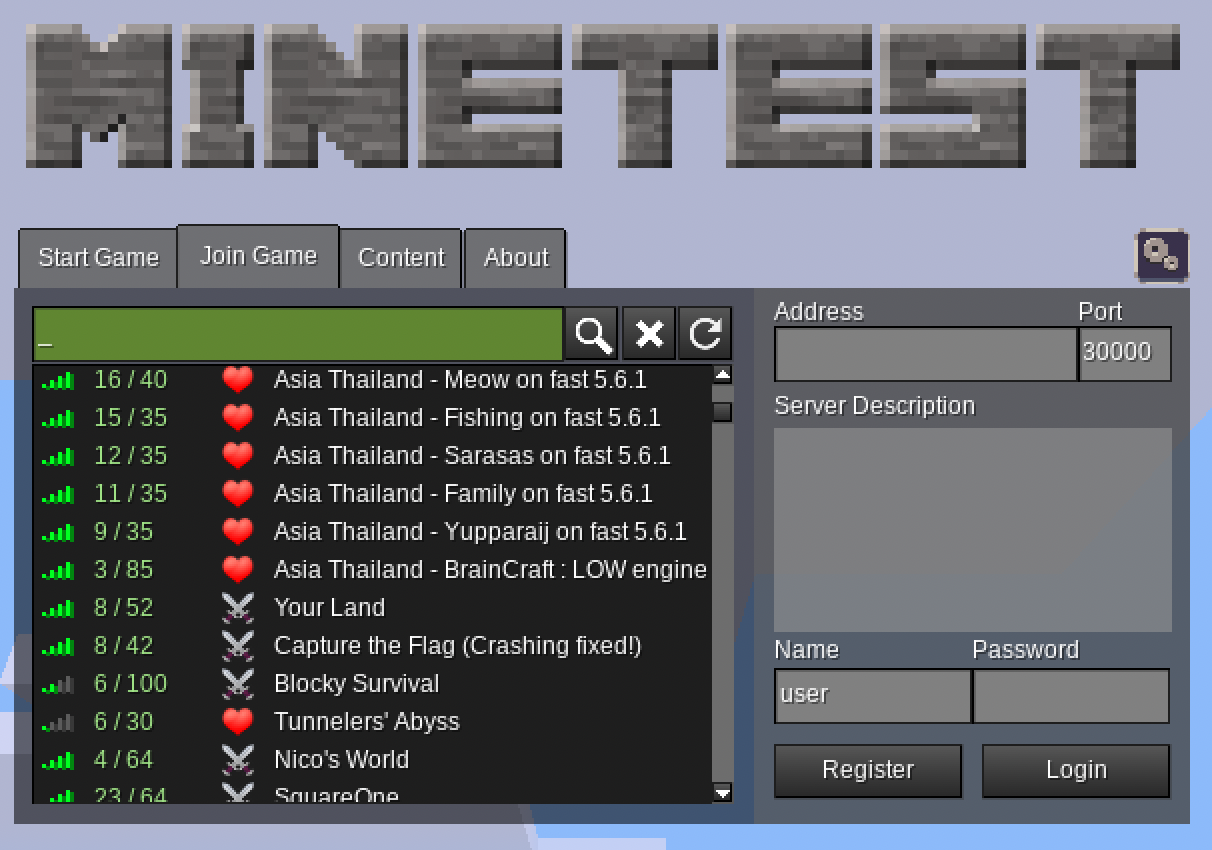 MINETEST
Start Game Join Game Content About
Address Port
_
30000
16 / 40 Asia Thailand - Meow on fast 5.6.1
15 / 35 Asia Thailand - Fishing on fast 5.6.1
12 / 35 Asia Thailand - Sarasas on fast 5.6.1
11 / 35 Asia Thailand - Family on fast 5.6.1
9 / 35 Asia Thailand - Yupparaij on fast 5.6.1
3 / 85 Asia Thailand - BrainCraft : LOW engine
8 / 52 Your Land
8 / 42 Capture the Flag (Crashing fixed!)
6 / 100 Blocky Survival
6 / 30 Tunnelers' Abyss
4 / 64 Nico's World
23 / 64 SquareOne
Server Description
Name Password
user
Register Login